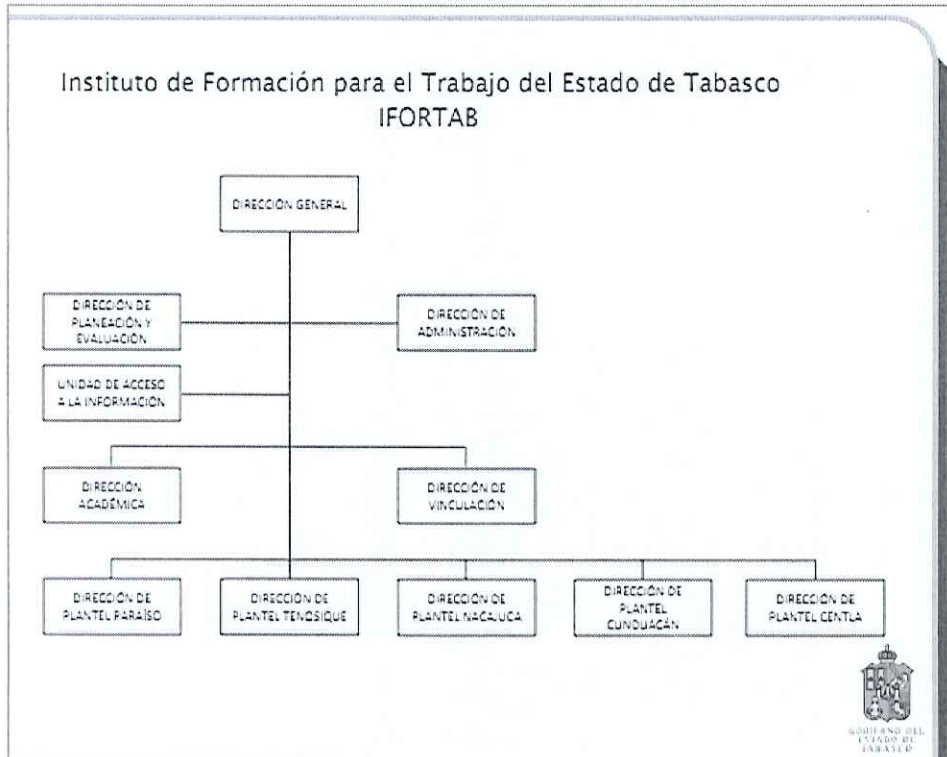 Instituto de Formación para el Trabajo del Estado de Tabasco
IFORTAB
DIRECCIÓN GENERAL
DIRECCIÓN DE
PLANEACIÓN Y
EVALUACIÓN
DIRECCIÓN DE
ADMINISTRACIÓN
UNIDAD DE ACCESO
A LA INFORMACIÓN
DIRECCIÓN
ACADÉMICA
DIRECCIÓN DE
VINCULACIÓN
DIRECCIÓN DE
PLANTEL PARAÍSO
DIRECCIÓN DE
PLANTEL TENOSIQUE
DIRECCIÓN DE
PLANTEL NACAJUCA
DIRECCIÓN DE
PLANTEL
CUNDUACÁN
DIRECCIÓN DE
PLANTEL CENTLA
GOBIERNO DEL
ESTADO DE
TABASCO